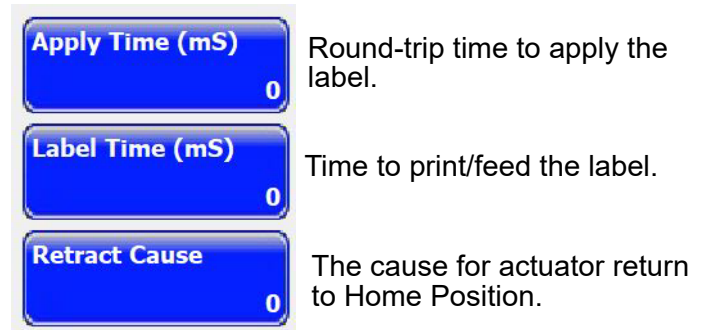 Apply Time (mS)
0
Round-trip time to apply the
label.
Label Time (mS)
0
Time to print/feed the label.
Retract Cause
0
The cause for actuator return
to Home Position.